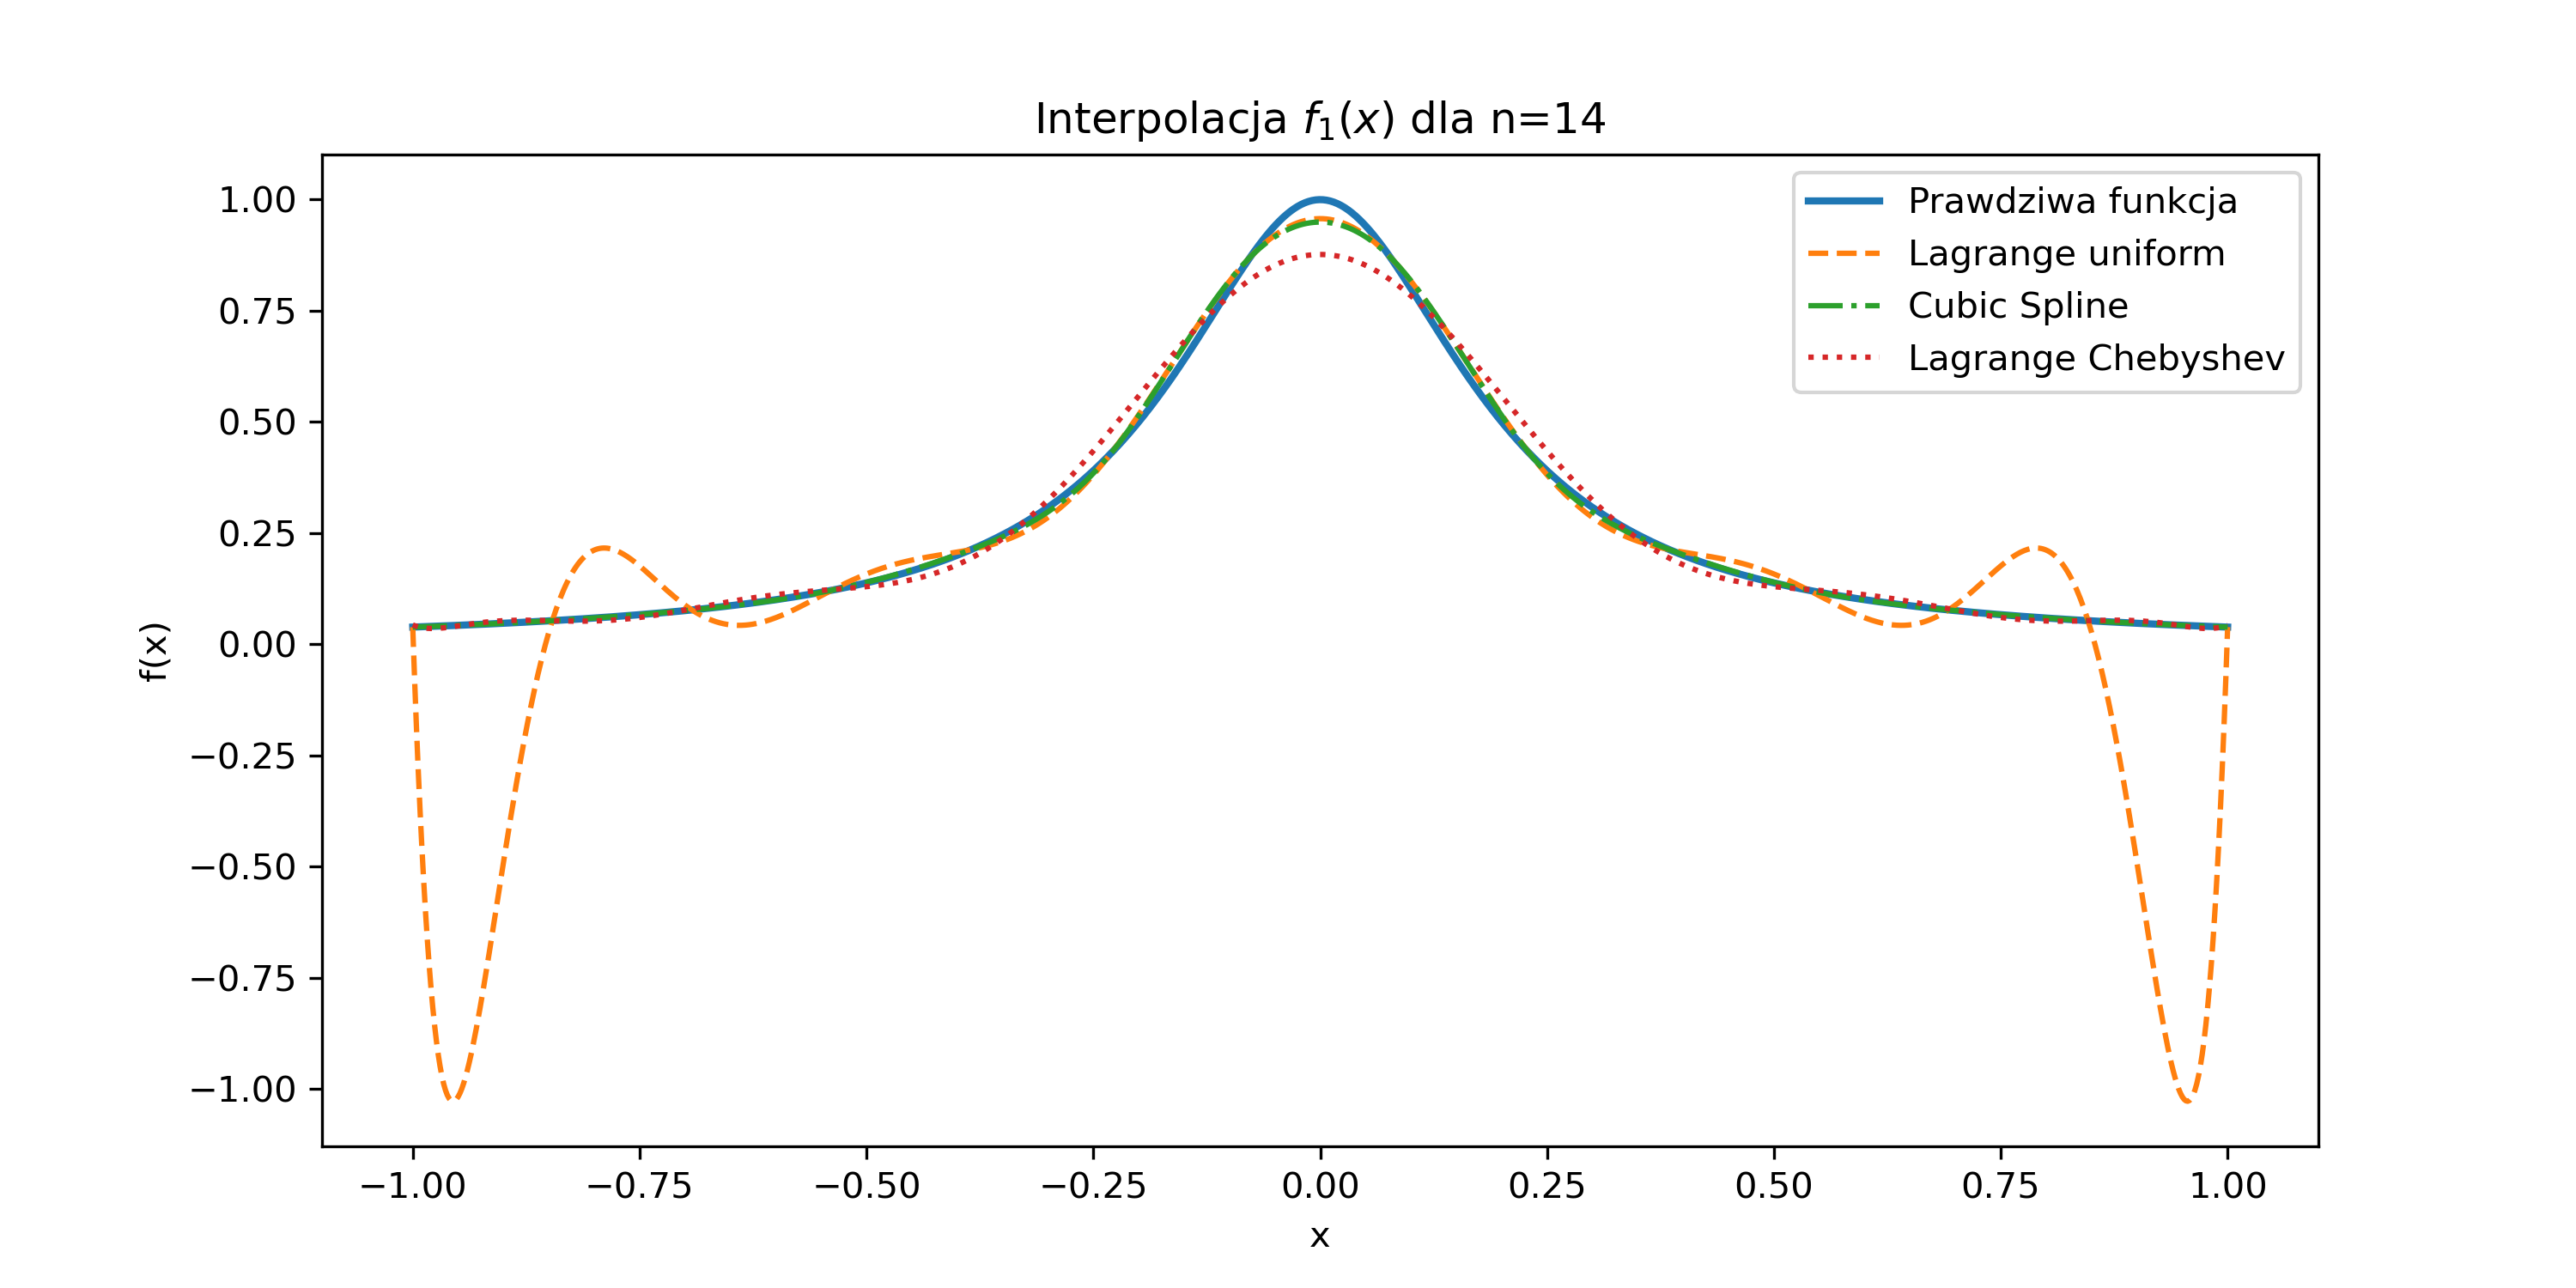 Interpolacja f₁(x) dla n=14
Prawdziwa funkcja
Lagrange uniform
Cubic Spline
Lagrange Chebyshev
f(x)
1.00
0.75
0.50
0.25
0.00
−0.25
−0.50
−0.75
−1.00
−1.00 −0.75 −0.50 −0.25 0.00 0.25 0.50 0.75 1.00
x